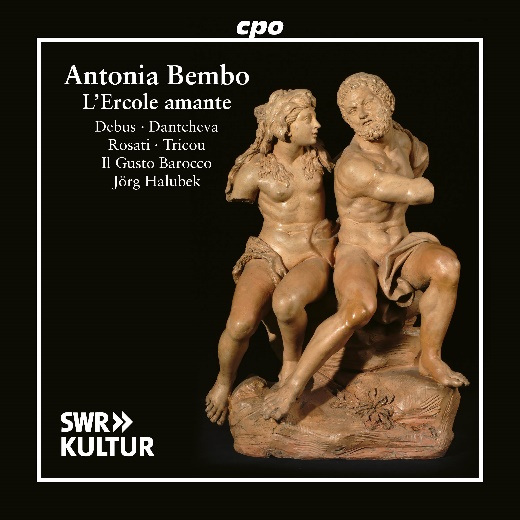 cpo
Antonia Bembo
L'Ercole amante
Debus · Dantcheva
Rosati · Tricou
Il Gusto Barocco
Jörg Halubek
SWR»
KULTUR